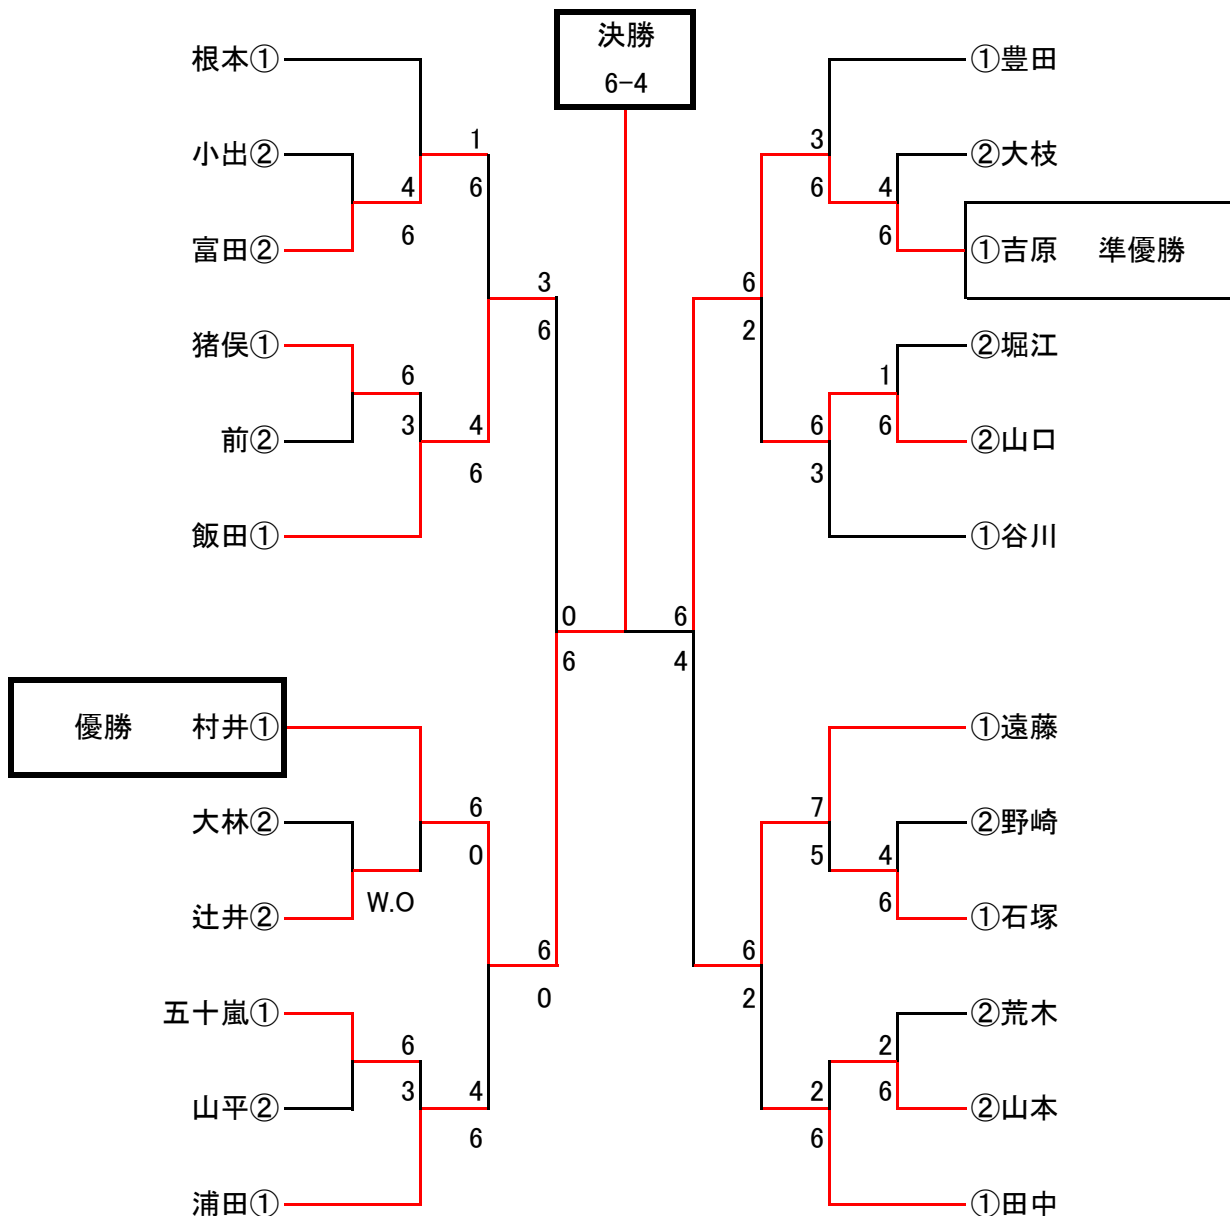 決勝
6-4
根本①
1
小出②
4
6
富田②
6
3
猪俣①
6
6
前②
3
4
6
飯田①
0
6
優勝 村井①
6
大林②
0
辻井②
W.O
6
五十嵐①
0
6
山平②
3
4
6
浦田①
①豊田
3
②大枝
6
4
①吉原 準優勝
6
6
②堀江
2
1
②山口
6
6
3
①谷川
6
4
①遠藤
7
②野崎
5
4
①石塚
6
6
②荒木
2
2
②山本
2
6
6
①田中